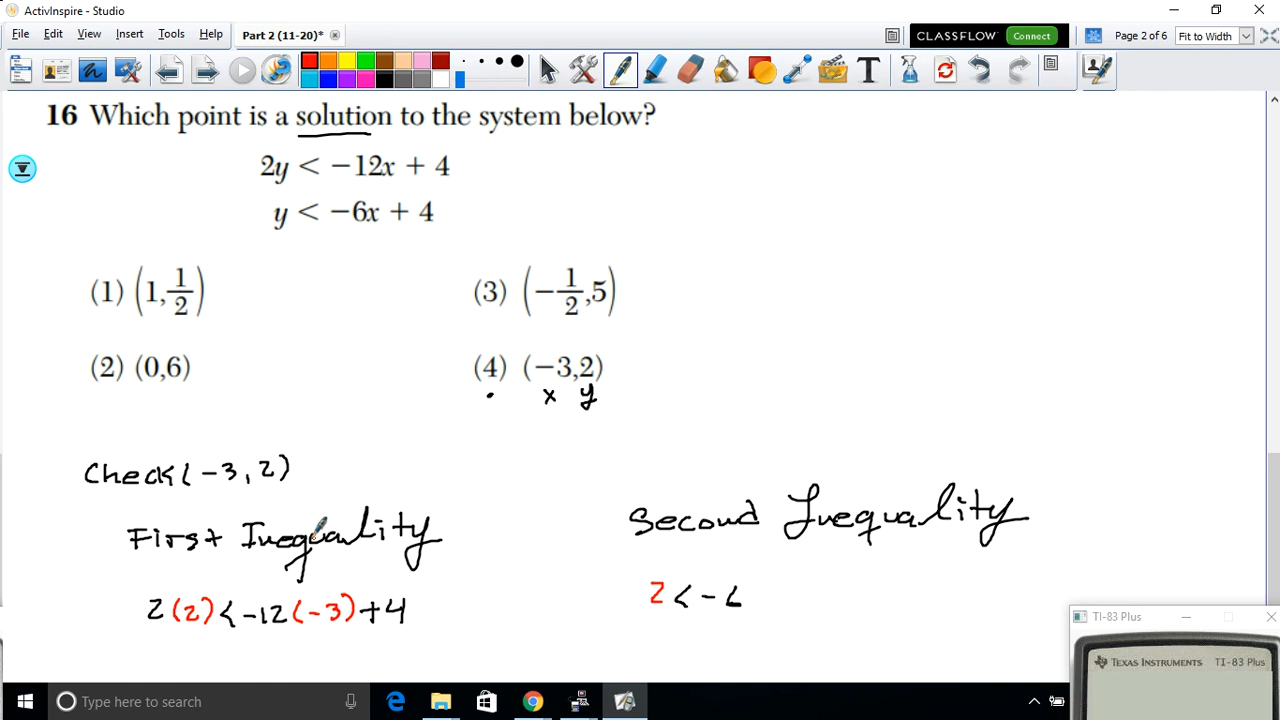 ActivInspire - Studio
File Edit View Insert Tools Help Part 2 (11-20)* CLASSFLOW Connect Page 2 of 6 Fit to Width
16 Which point is a solution to the system below?
2y < −12x + 4
y < −6x + 4
(1) (1, 1/2) (3) (−1/2, 5)
(2) (0,6) (4) (−3,2)
x y
Check (-3, 2)
First Inequality Second Inequality
2(2) < -12(-3) + 4 2 < -6
TI-83 Plus
TEXAS INSTRUMENTS TI-83 Plus
Type here to search